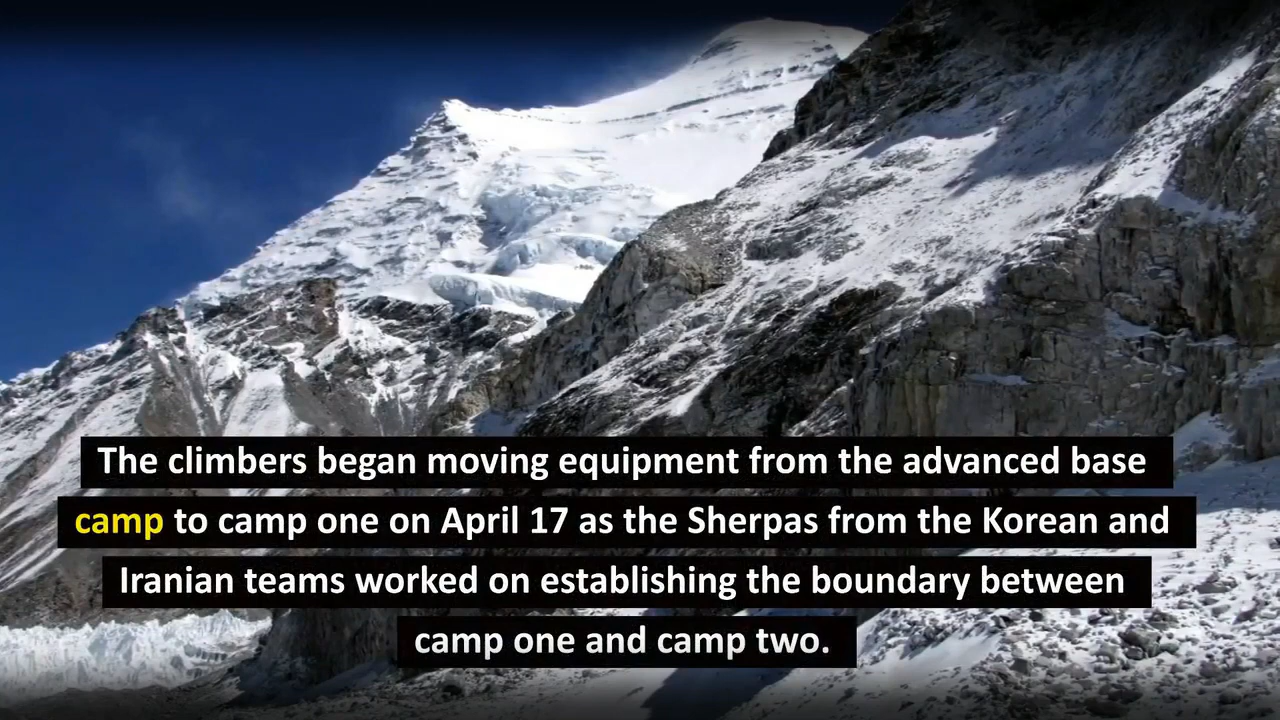 The climbers began moving equipment from the advanced base
camp to camp one on April 17 as the Sherpas from the Korean and
Iranian teams worked on establishing the boundary between
camp one and camp two.